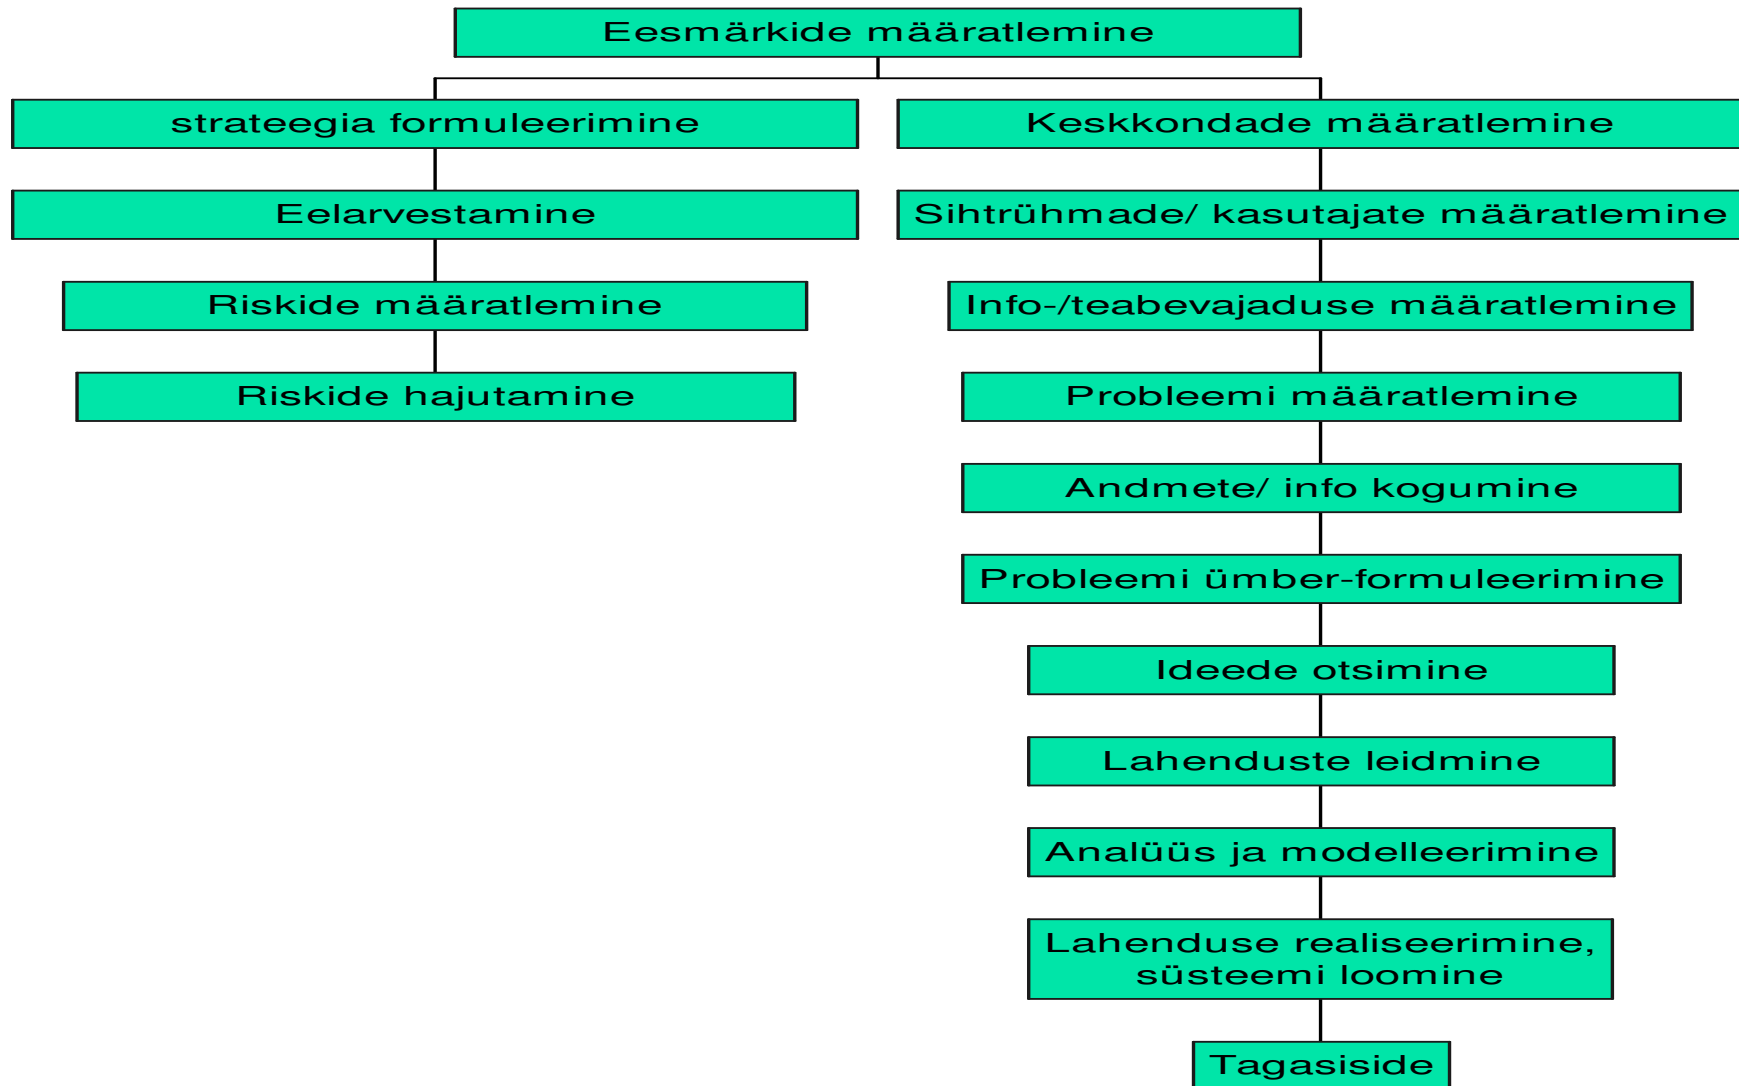 Eesmärkide määratlemine
strateegia formuleerimine
Eelarvestamine
Riskide määratlemine
Riskide hajutamine
Keskkondade määratlemine
Sihtrühmade/ kasutajate määratlemine
Info-/teabevajaduse määratlemine
Probleemi määratlemine
Andmete/ info kogumine
Probleemi ümber-formuleerimine
Ideede otsimine
Lahenduste leidmine
Analüüs ja modelleerimine
Lahenduse realiseerimine,
süsteemi loomine
Tagasiside